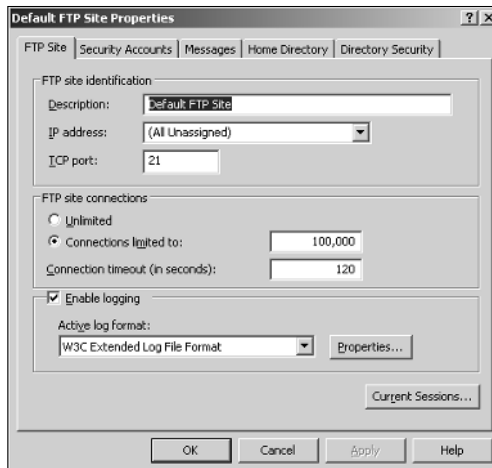 Default FTP Site Properties
FTP Site Security Accounts Messages Home Directory Directory Security
FTP site identification
Description: Default FTP Site
IP address: (All Unassigned)
TCP port: 21
FTP site connections
Unlimited
Connections limited to: 100,000
Connection timeout (in seconds): 120
Enable logging
Active log format:
W3C Extended Log File Format Properties...
Current Sessions...
OK Cancel Apply Help